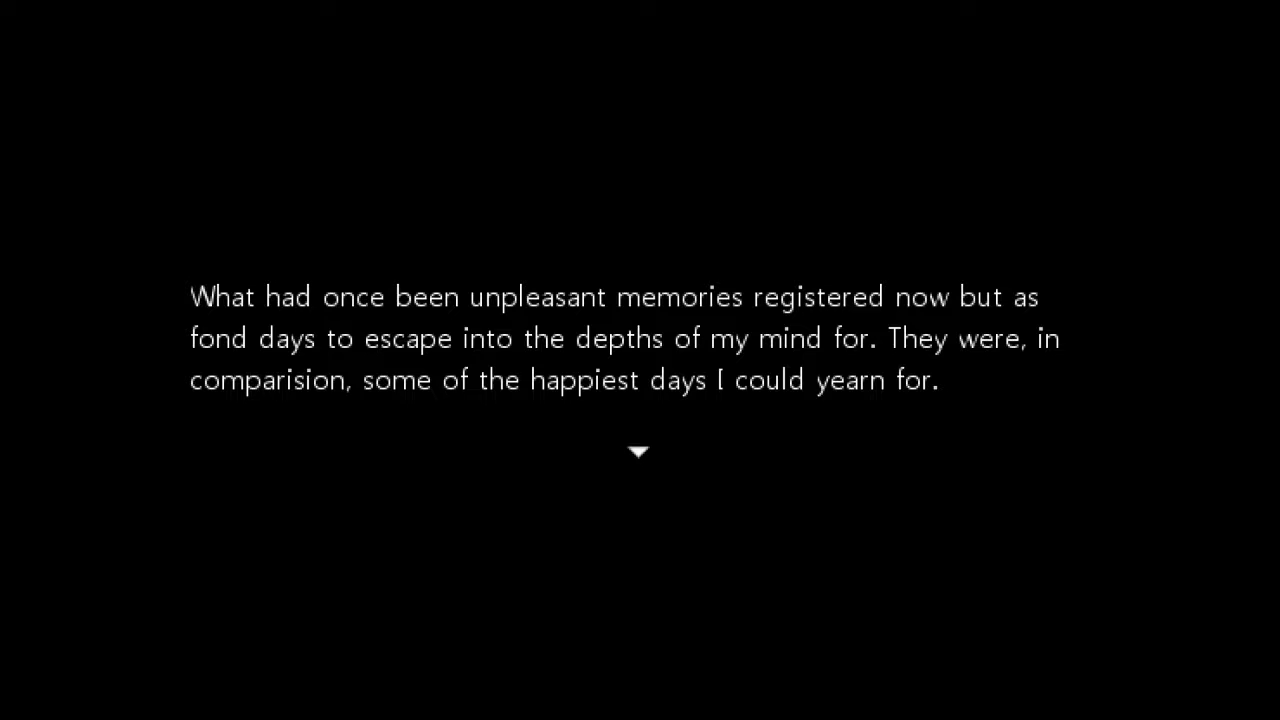 What had once been unpleasant memories registered now but as
fond days to escape into the depths of my mind for. They were, in
comparision, some of the happiest days I could yearn for.